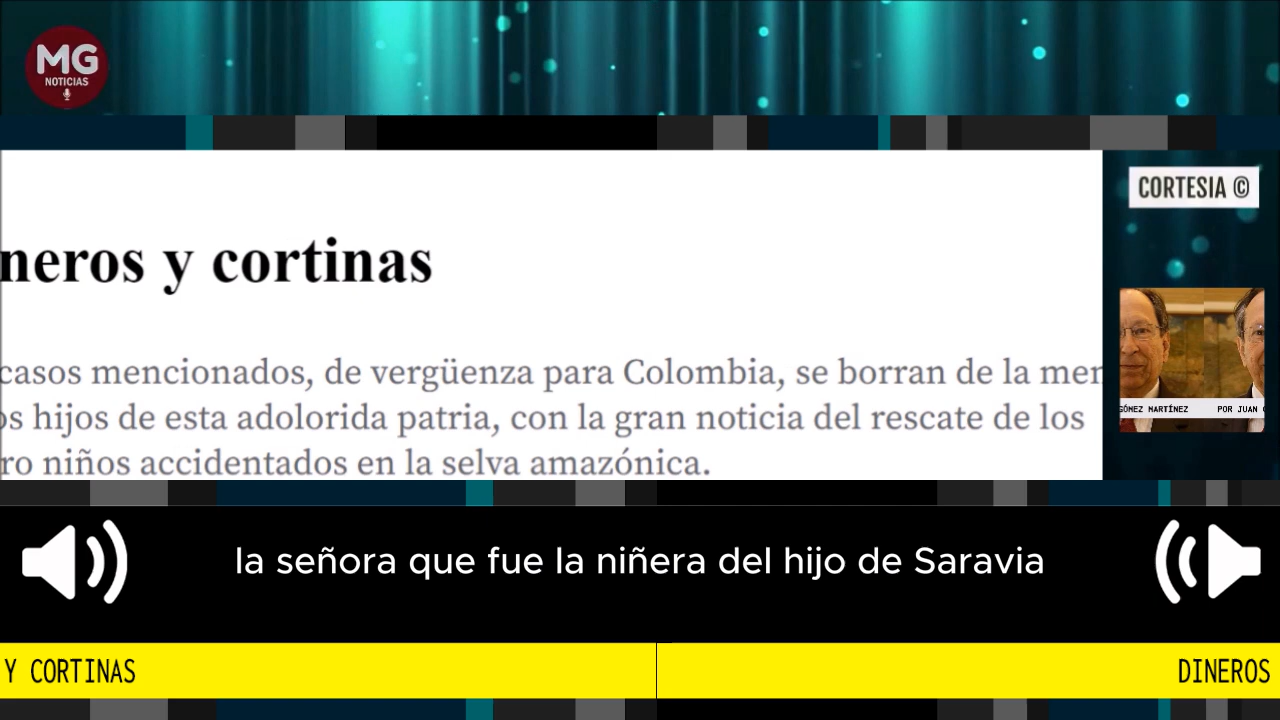 MG
NOTICIAS
CORTESIA ©
neros y cortinas
casos mencionados, de vergüenza para Colombia, se borran de la mem
os hijos de esta adolorida patria, con la gran noticia del rescate de los
ro niños accidentados en la selva amazónica.
GÓMEZ MARTÍNEZ POR JUAN G
la señora que fue la niñera del hijo de Saravia
Y CORTINAS DINEROS